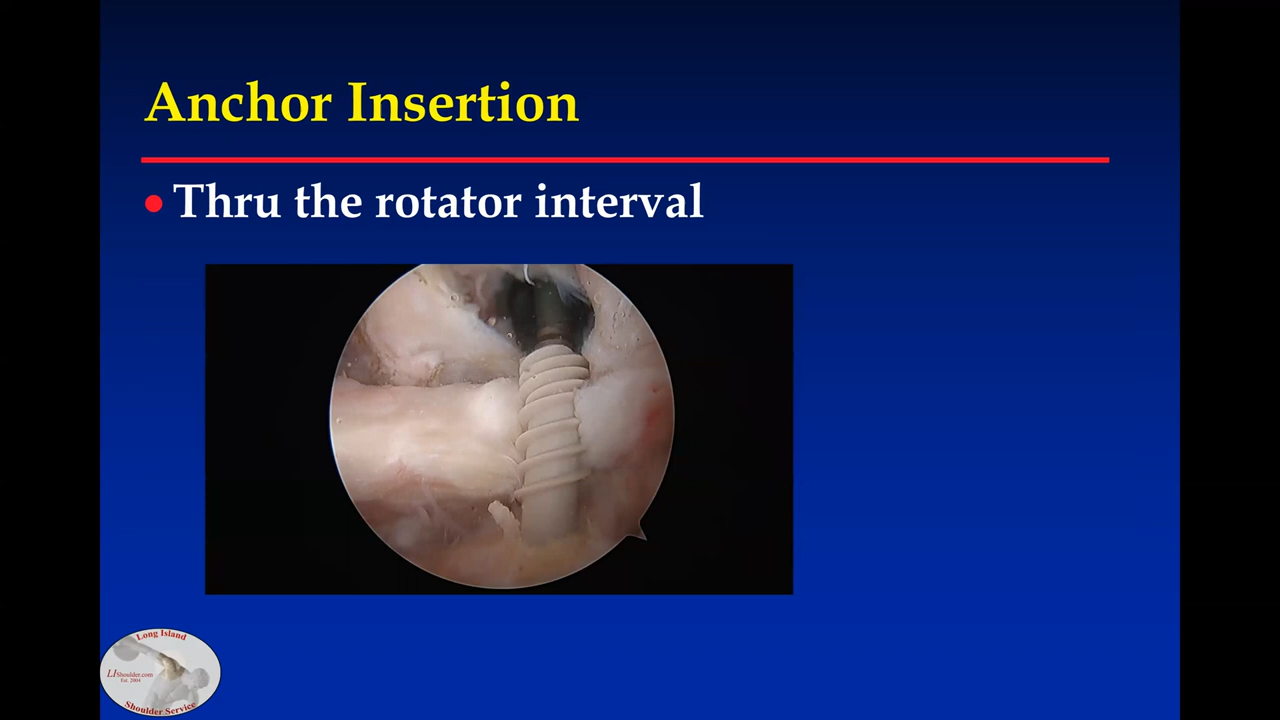 Anchor Insertion
• Thru the rotator interval
Long Island
LIShoulder.com
Est. 2004
Shoulder Service